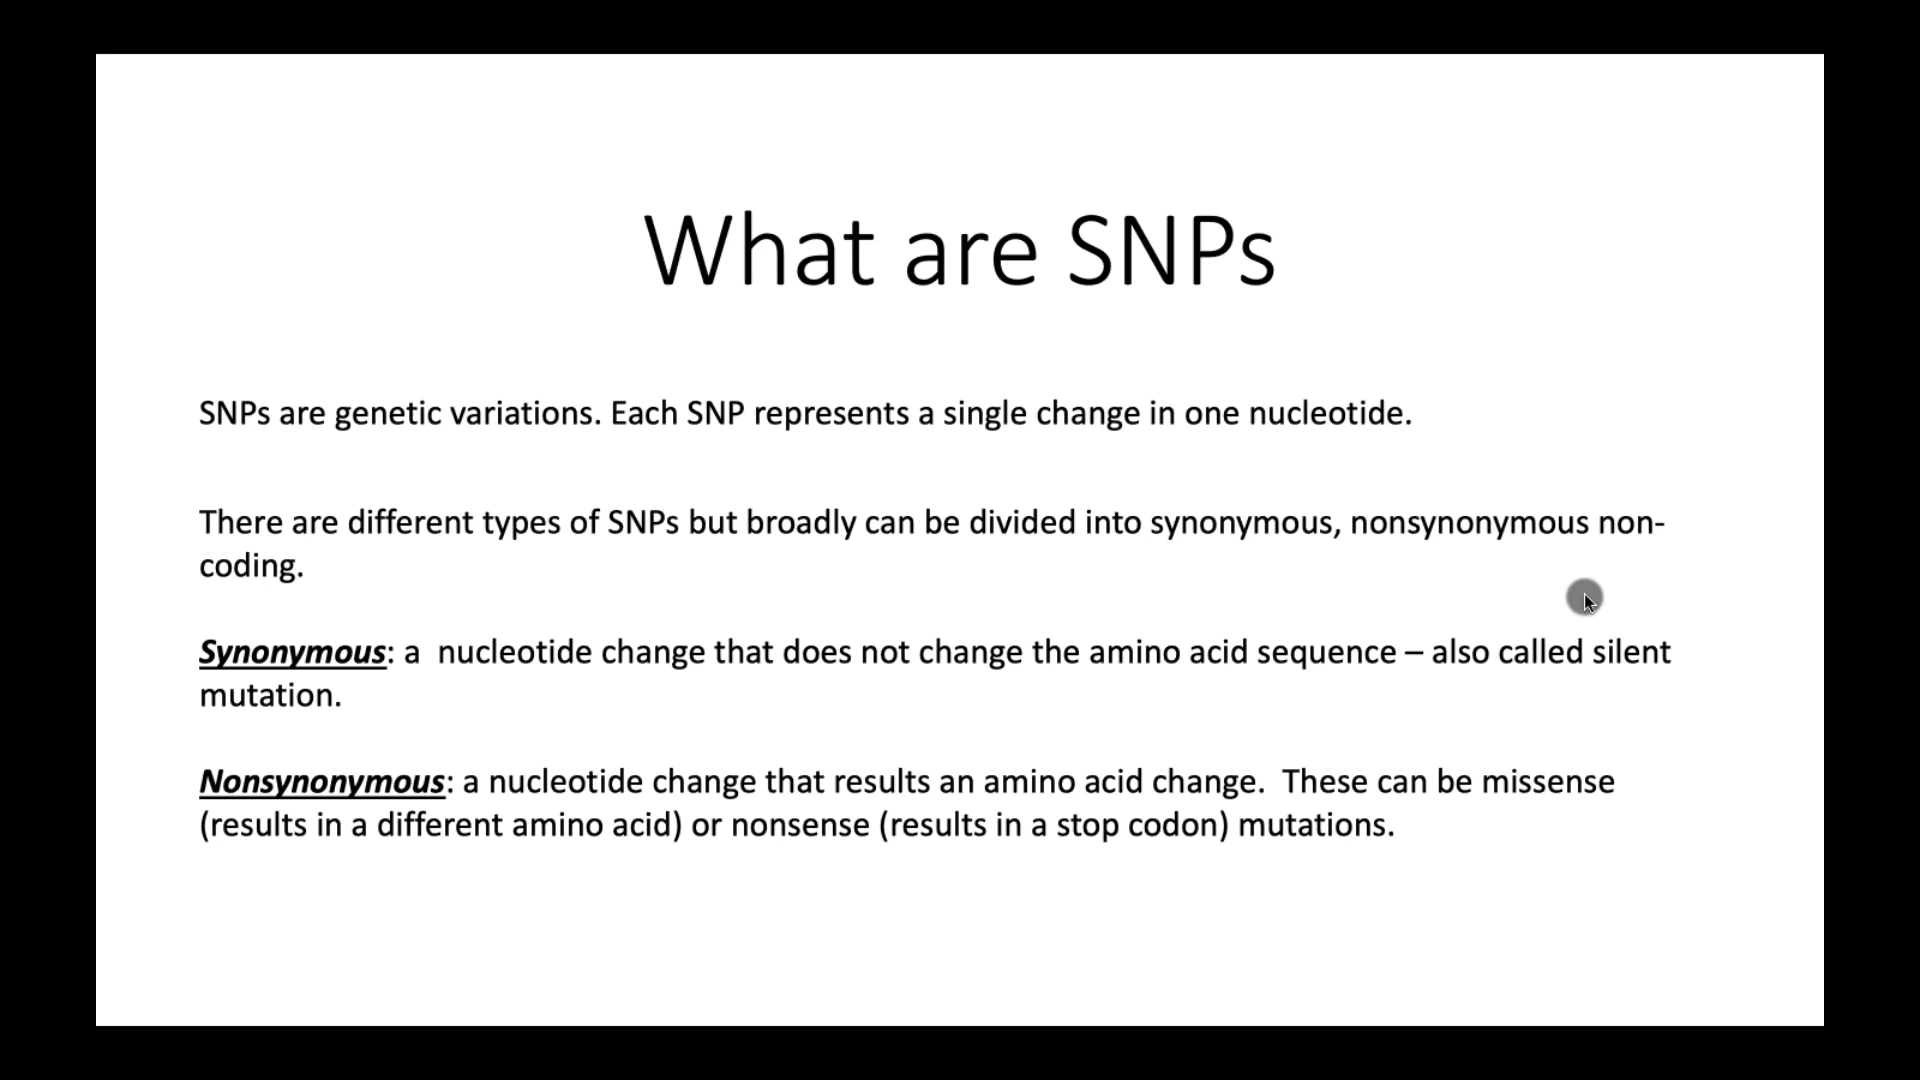 What are SNPs
SNPs are genetic variations. Each SNP represents a single change in one nucleotide.
There are different types of SNPs but broadly can be divided into synonymous, nonsynonymous non-
coding.
Synonymous: a  nucleotide change that does not change the amino acid sequence – also called silent
mutation.
Nonsynonymous: a nucleotide change that results an amino acid change.  These can be missense
(results in a different amino acid) or nonsense (results in a stop codon) mutations.